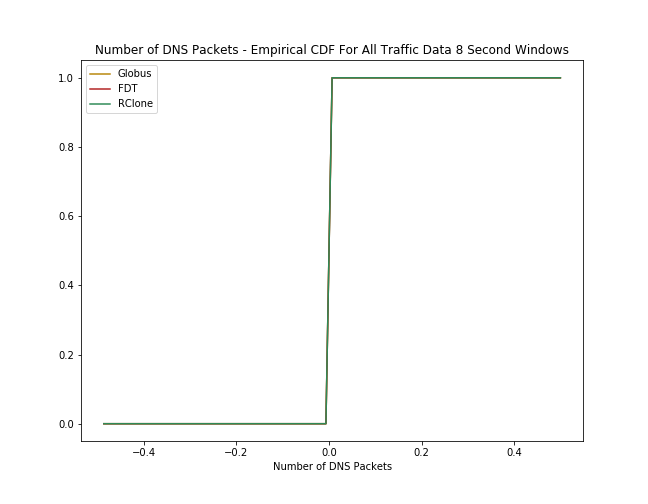 Number of DNS Packets - Empirical CDF For All Traffic Data 8 Second Windows
Globus
FDT
RClone
1.0
0.8
0.6
0.4
0.2
0.0
−0.4
−0.2
0.0
0.2
0.4
Number of DNS Packets